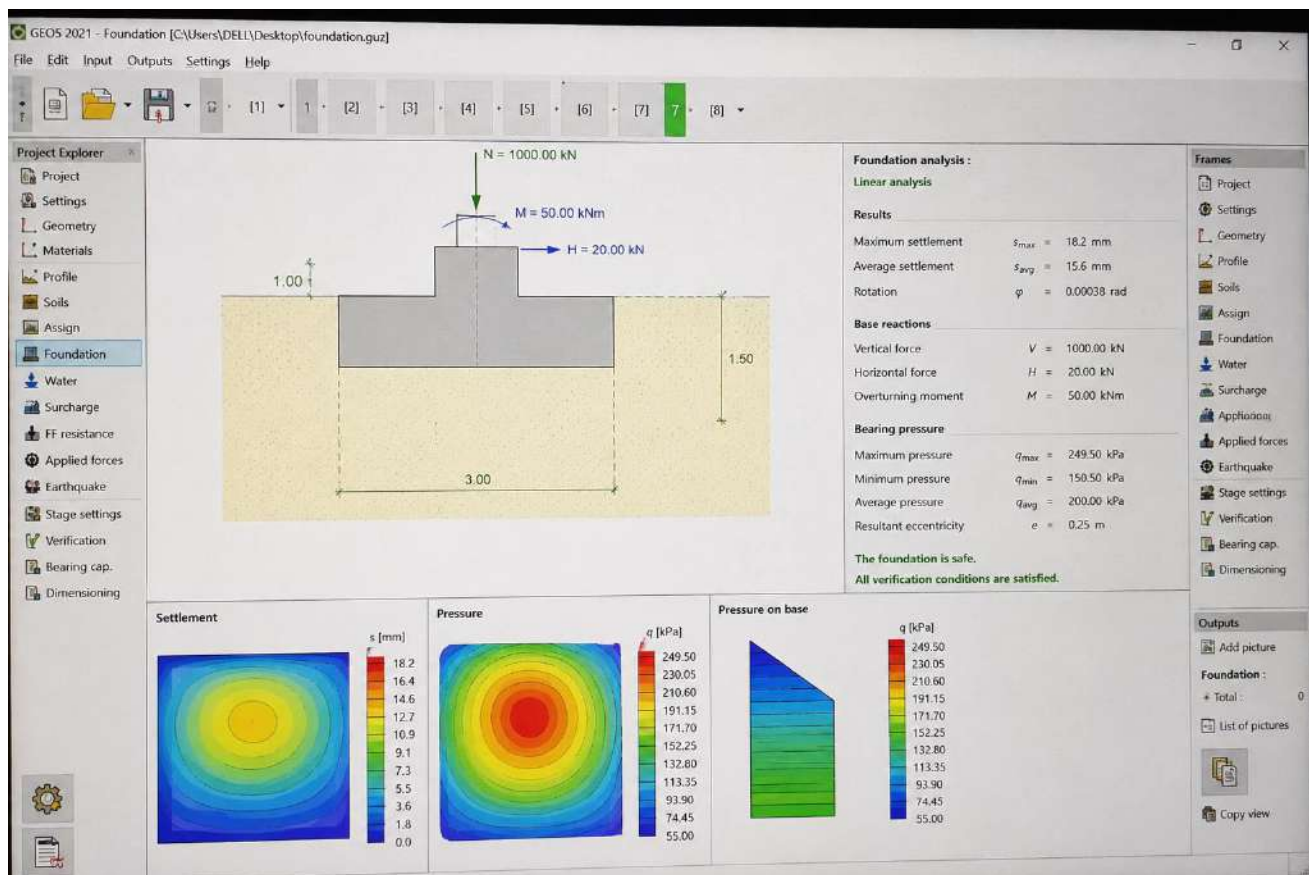 GEO5 2021 - Foundation [C:\Users\DELL\Desktop\foundation.guz]
File Edit Input Outputs Settings Help
[1] 1 [2] [3] [4] [5] [6] [7] 7 [8]
Project Explorer
Project
Settings
Geometry
Materials
Profile
Soils
Assign
Foundation
Water
Surcharge
FF resistance
Applied forces
Earthquake
Stage settings
Verification
Bearing cap.
Dimensioning
N = 1000.00 kN
M = 50.00 kNm
H = 20.00 kN
1.00
1.50
3.00
Foundation analysis :
Linear analysis
Results
Maximum settlement smax = 18.2 mm
Average settlement savg = 15.6 mm
Rotation φ = 0.00038 rad
Base reactions
Vertical force V = 1000.00 kN
Horizontal force H = 20.00 kN
Overturning moment M = 50.00 kNm
Bearing pressure
Maximum pressure qmax = 249.50 kPa
Minimum pressure qmin = 150.50 kPa
Average pressure qavg = 200.00 kPa
Resultant eccentricity e = 0.25 m
The foundation is safe.
All verification conditions are satisfied.
Frames
Project
Settings
Geometry
Profile
Soils
Assign
Foundation
Water
Surcharge
Applied forces
Earthquake
Stage settings
Verification
Bearing cap.
Dimensioning
Settlement
s [mm]
18.2
16.4
14.6
12.7
10.9
9.1
7.3
5.5
3.6
1.8
0.0
Pressure
q [kPa]
249.50
230.05
210.60
191.15
171.70
152.25
132.80
113.35
93.90
74.45
55.00
Pressure on base
q [kPa]
249.50
230.05
210.60
191.15
171.70
152.25
132.80
113.35
93.90
74.45
55.00
Outputs
Add picture
Foundation :
+ Total : 0
List of pictures
Copy view